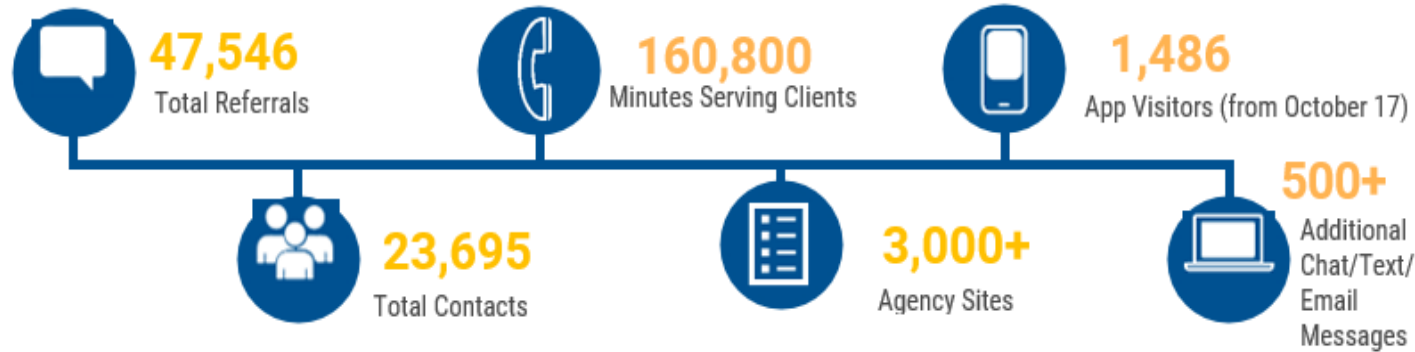 47,546
Total Referrals
160,800
Minutes Serving Clients
1,486
App Visitors (from October 17)
23,695
Total Contacts
3,000+
Agency Sites
500+
Additional
Chat/Text/
Email
Messages